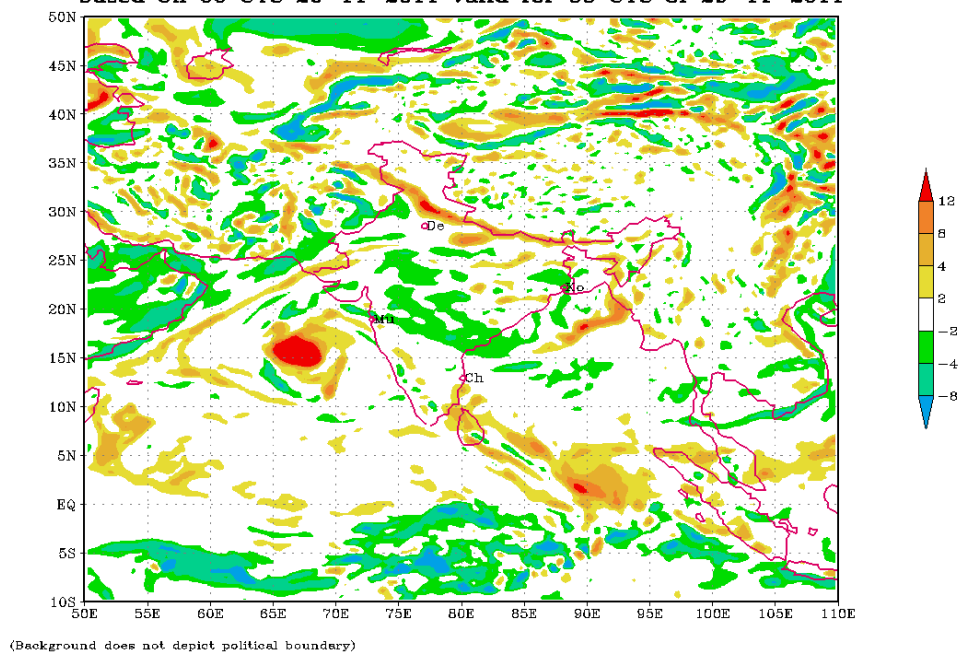 50N
45N
40N
35N
30N
25N
20N
15N
10N
5N
EQ
5S
10S
50E 55E 60E 65E 70E 75E 80E 85E 90E 95E 100E 105E 110E
De
Ko
Mu
Ch
12
8
4
2
-2
-4
-8
(Background does not depict political boundary)